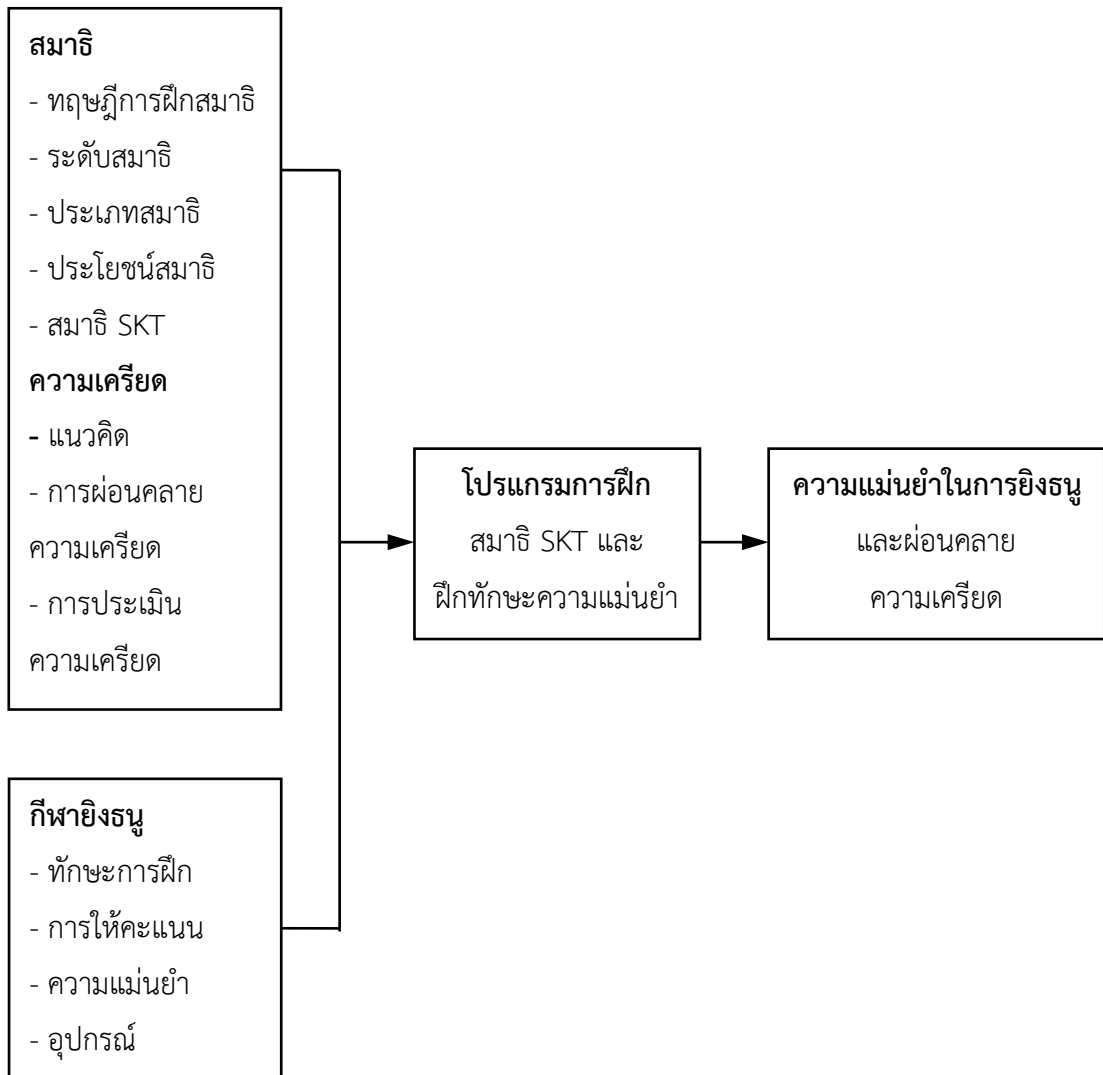 สมาธิ
- ทฤษฎีการฝึกสมาธิ
- ระดับสมาธิ
- ประเภทสมาธิ
- ประโยชน์สมาธิ
- สมาธิ SKT
ความเครียด
- แนวคิด
- การผ่อนคลาย
ความเครียด
- การประเมิน
ความเครียด
โปรแกรมการฝึก
สมาธิ SKT และ
ฝึกทักษะความแม่นยำ
ความแม่นยำในการยิงธนู
และผ่อนคลาย
ความเครียด
กีฬายิงธนู
- ทักษะการฝึก
- การให้คะแนน
- ความแม่นยำ
- อุปกรณ์